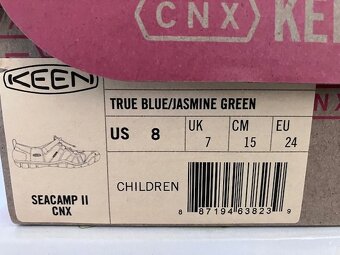 CNX
KEEN
TRUE BLUE/JASMINE GREEN
US 8
UK 7
CM 15
EU 24
SEACAMP II
CNX
CHILDREN
8 87194 63823 9
CNX